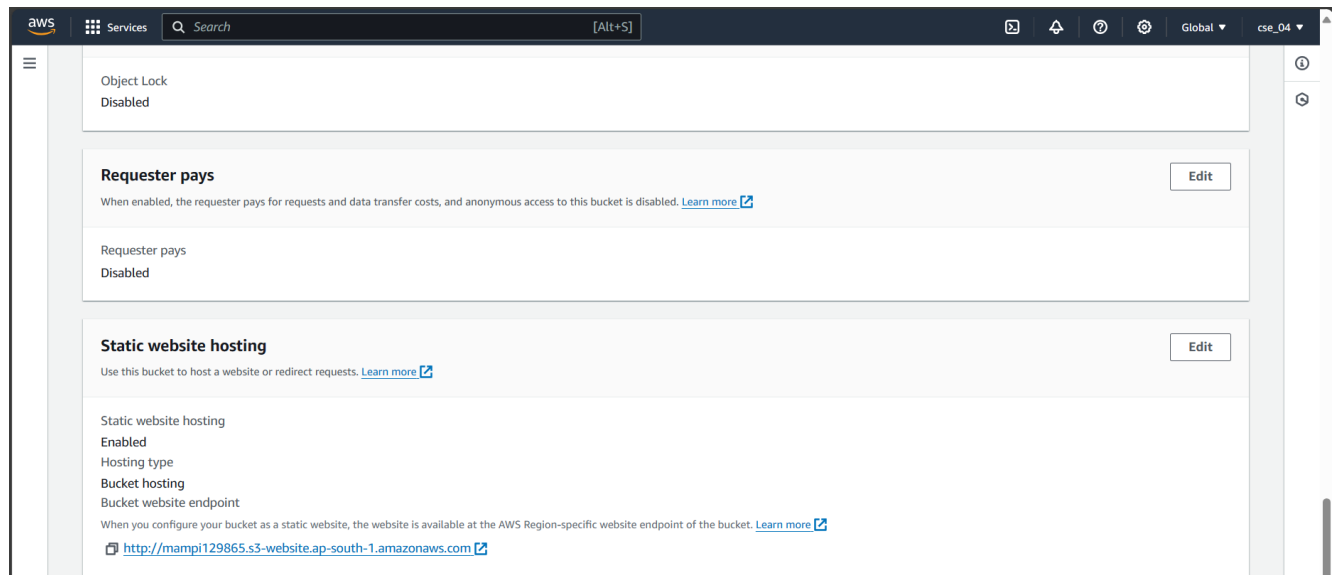 aws Services Search [Alt+S] Global cse_04
Object Lock
Disabled
Requester pays Edit
When enabled, the requester pays for requests and data transfer costs, and anonymous access to this bucket is disabled. Learn more
Requester pays
Disabled
Static website hosting Edit
Use this bucket to host a website or redirect requests. Learn more
Static website hosting
Enabled
Hosting type
Bucket hosting
Bucket website endpoint
When you configure your bucket as a static website, the website is available at the AWS Region-specific website endpoint of the bucket. Learn more
http://mampi129865.s3-website.ap-south-1.amazonaws.com